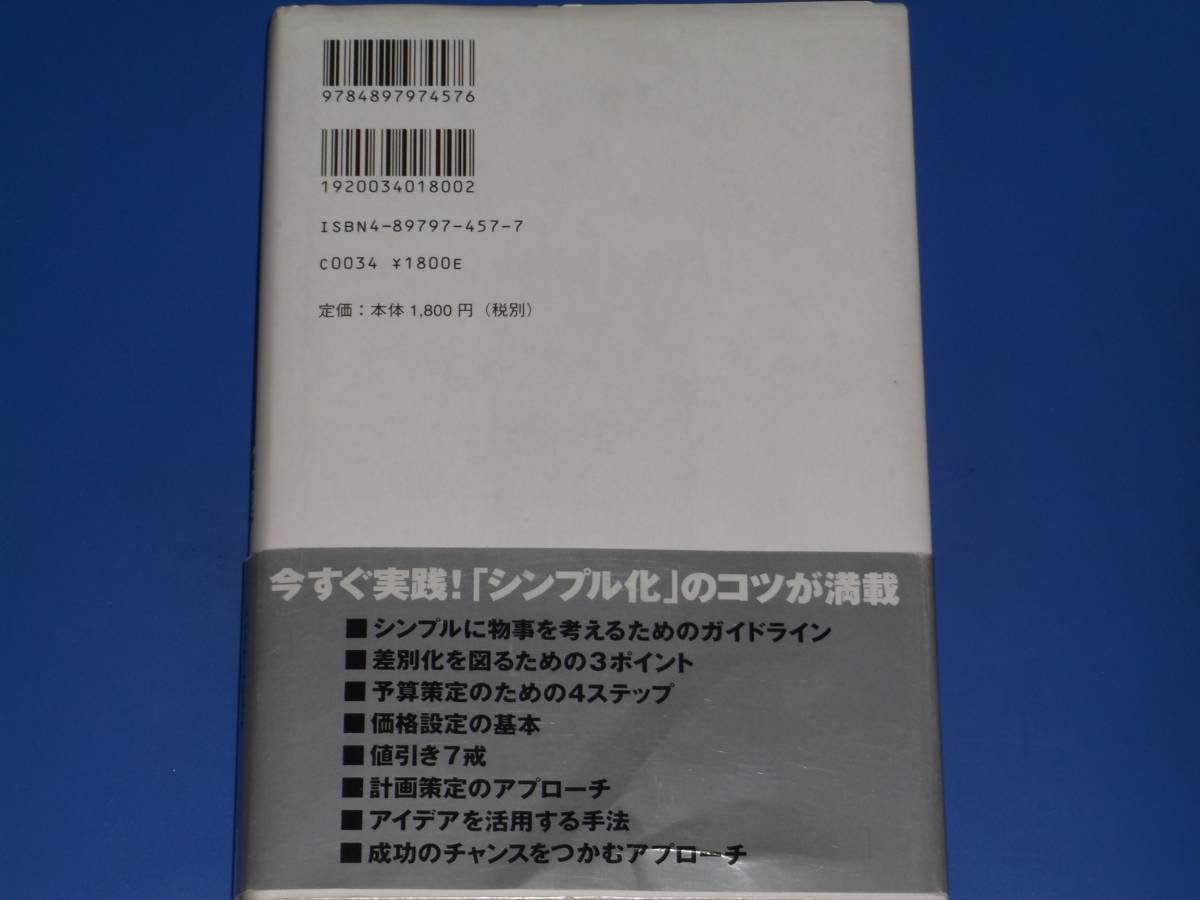 9784897974576
1920034018002
ISBN4-89797-457-7
C0034 ¥1800E
定価：本体1,800円（税別）
今すぐ実践！「シンプル化」のコツが満載
■シンプルに物事を考えるためのガイドライン
■差別化を図るための3ポイント
■予算策定のための4ステップ
■価格設定の基本
■値引き7戒
■計画策定のアプローチ
■アイデアを活用する手法
■成功のチャンスをつかむアプローチ